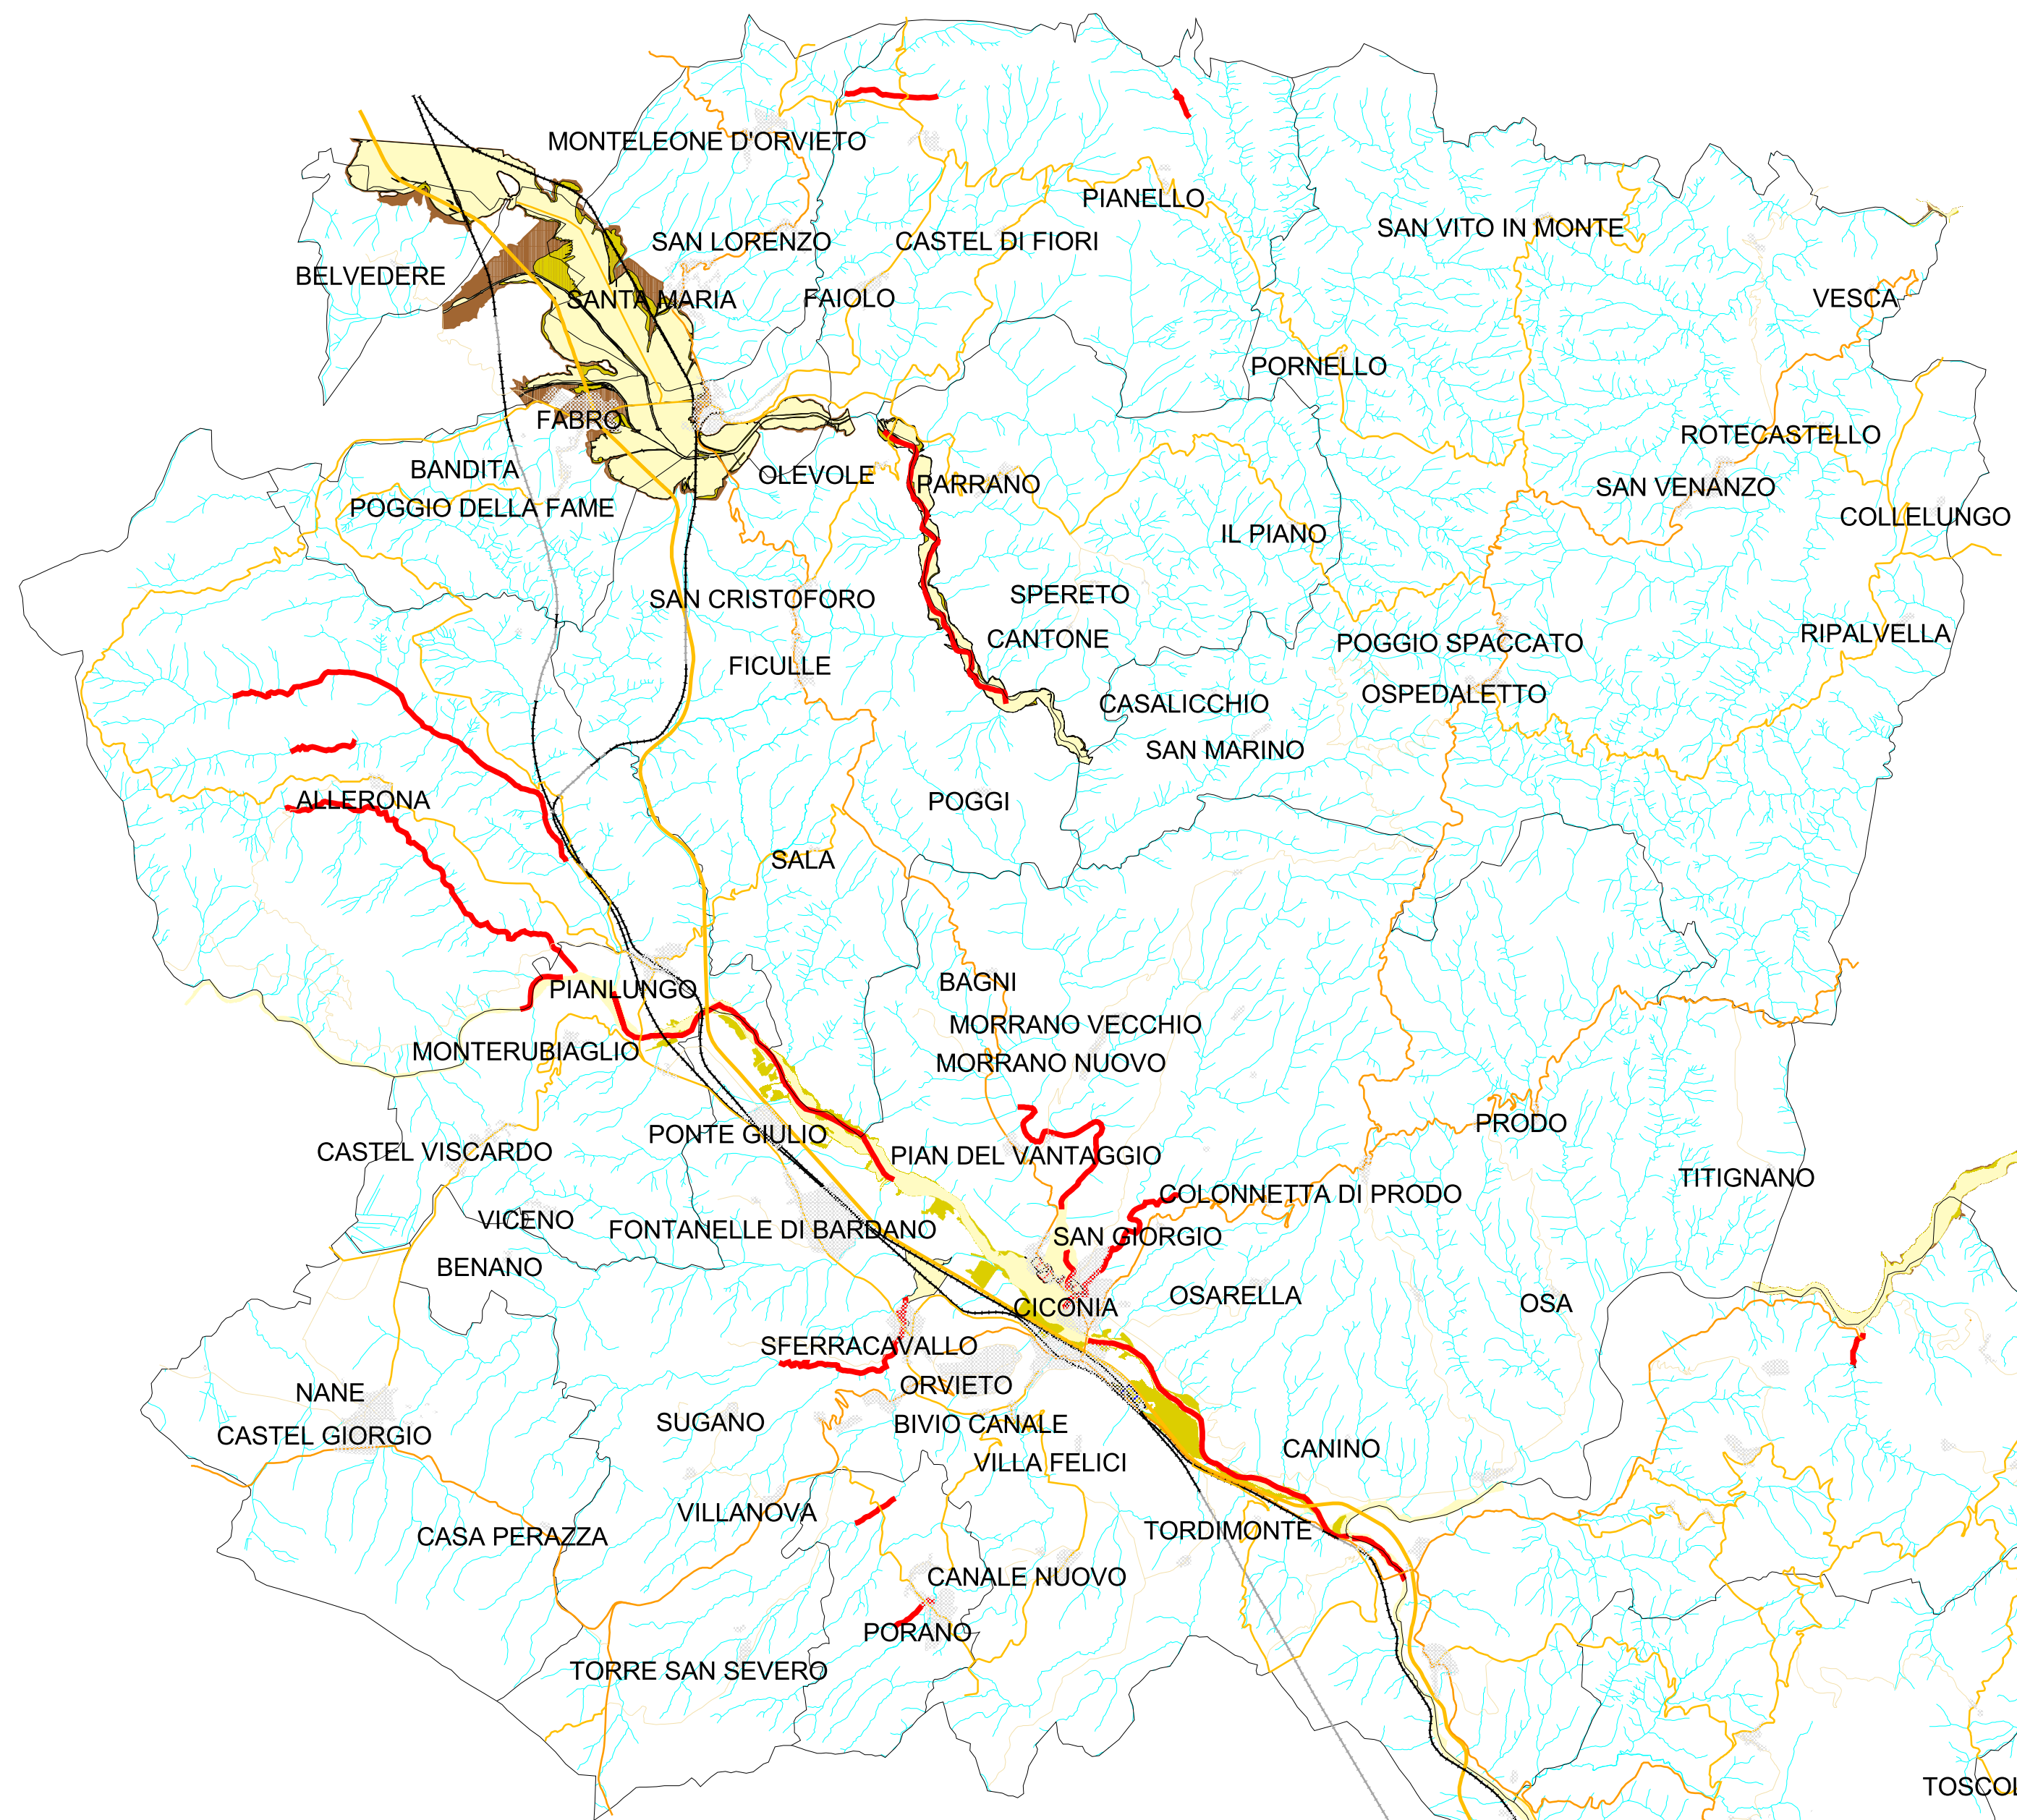 MONTELEONE D'ORVIETO
PIANELLO
SAN VITO IN MONTE
SAN LORENZO
CASTEL DI FIORI
BELVEDERE
SANTA MARIA
FAIOLO
VESCA
PORNELLO
FABRO
ROTECASTELLO
BANDITA
OLEVOLE
PARRANO
SAN VENANZO
POGGIO DELLA FAME
COLLELUNGO
IL PIANO
SAN CRISTOFORO
SPERETO
CANTONE
POGGIO SPACCATO
RIPALVELLA
FICULLE
OSPEDALETTO
CASALICCHIO
SAN MARINO
ALLERONA
POGGI
SALA
BAGNI
PIANLUNGO
MORRANO VECCHIO
MONTERUBIAGLIO
MORRANO NUOVO
PRODO
PONTE GIULIO
CASTEL VISCARDO
PIAN DEL VANTAGGIO
TITIGNANO
COLONNETTA DI PRODO
VICENO
FONTANELLE DI BARDANO
SAN GIORGIO
BENANO
OSARELLA
OSA
CICONIA
SFERRACAVALLO
NANE
ORVIETO
SUGANO
BIVIO CANALE
CASTEL GIORGIO
CANINO
VILLA FELICI
VILLANOVA
TORDIMONTE
CASA PERAZZA
CANALE NUOVO
PORANO
TORRE SAN SEVERO
TOSCOL